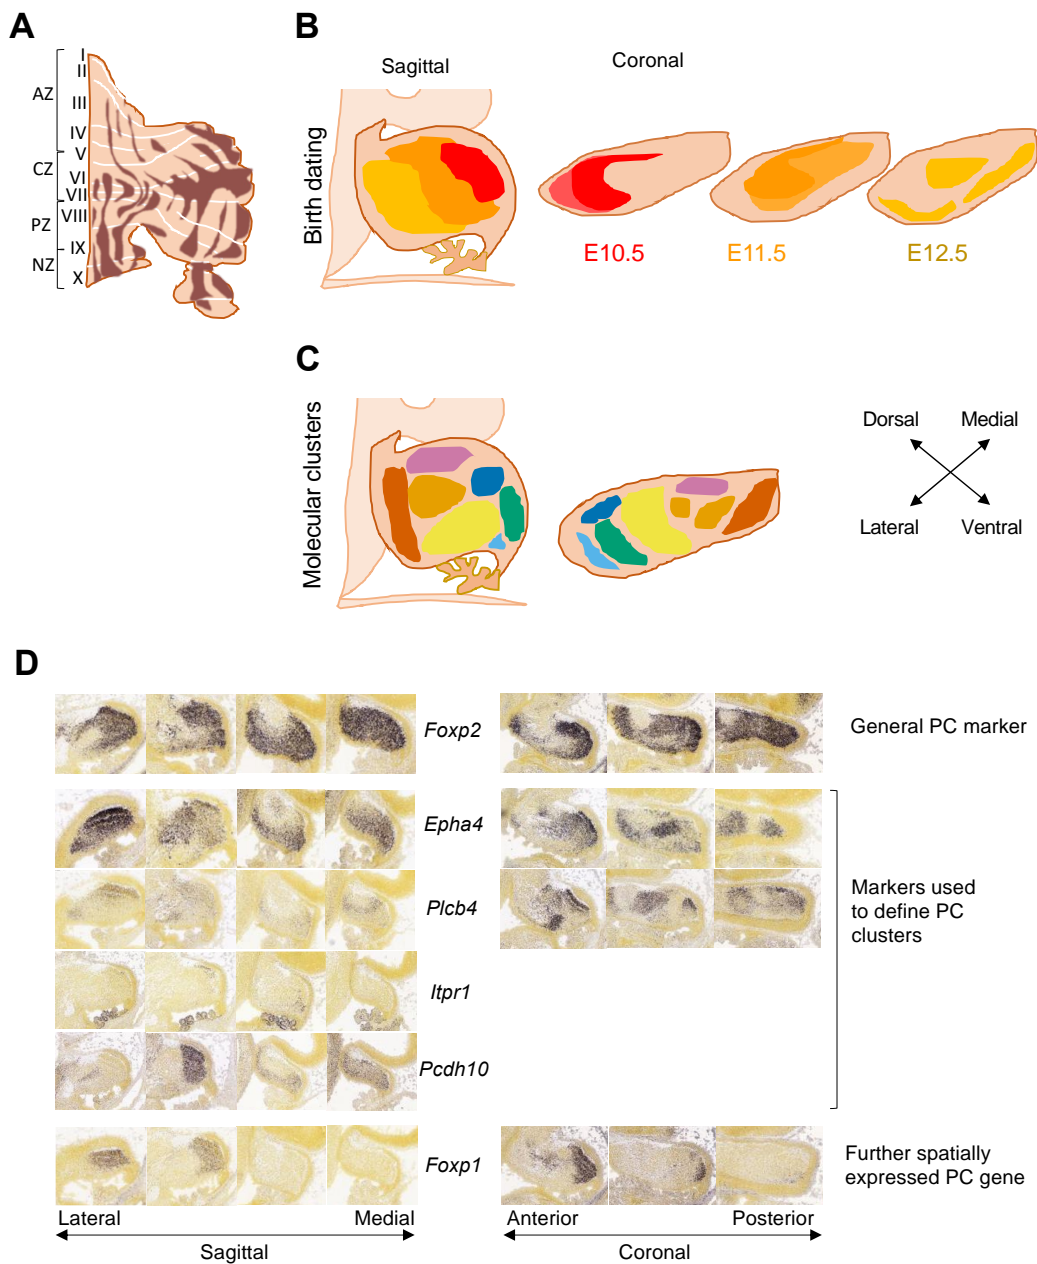 A
I
II
AZ
III
IV
V
CZ
VI
VII
VIII
PZ
IX
NZ
X
B
Sagittal
Coronal
Birth dating
E10.5
E11.5
E12.5
C
Molecular clusters
Dorsal
Medial
Lateral
Ventral
D
Foxp2
General PC marker
Epha4
Plcb4
Itpr1
Pcdh10
Markers used
to define PC
clusters
Foxp1
Further spatially
expressed PC gene
Lateral
Medial
Sagittal
Anterior
Posterior
Coronal